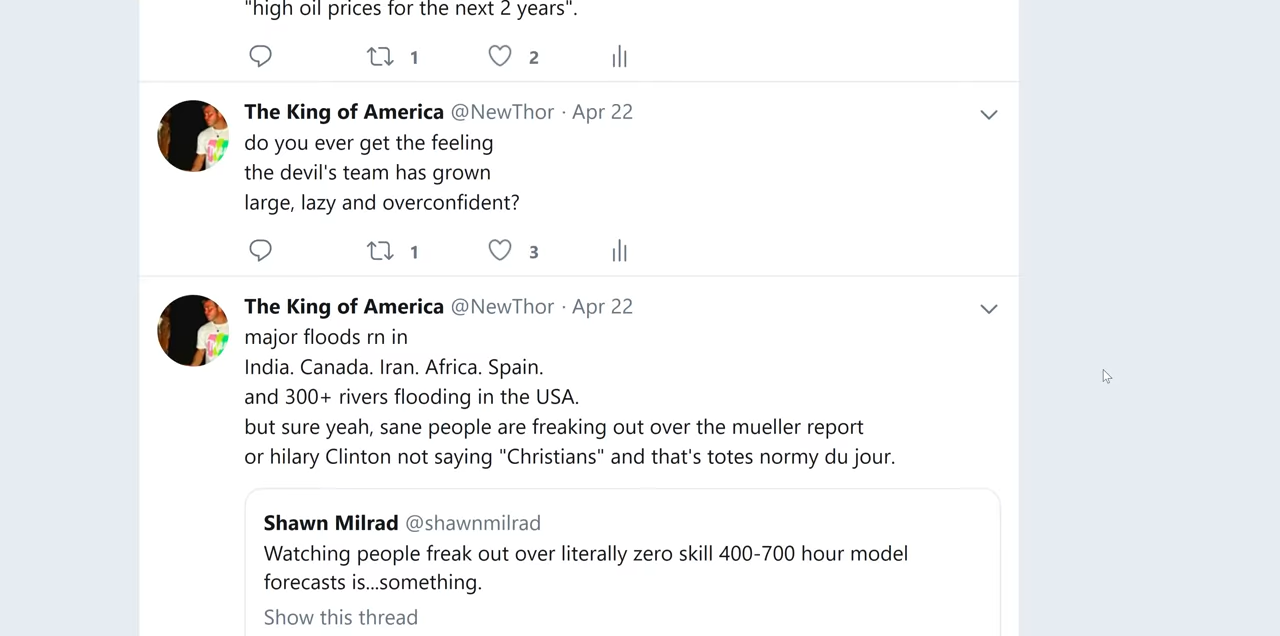 "high oil prices for the next 2 years".
1 2
The King of America @NewThor · Apr 22
do you ever get the feeling
the devil's team has grown
large, lazy and overconfident?
1 3
The King of America @NewThor · Apr 22
major floods rn in
India. Canada. Iran. Africa. Spain.
and 300+ rivers flooding in the USA.
but sure yeah, sane people are freaking out over the mueller report
or hilary Clinton not saying "Christians" and that's totes normy du jour.
Shawn Milrad @shawnmilrad
Watching people freak out over literally zero skill 400-700 hour model
forecasts is...something.
Show this thread